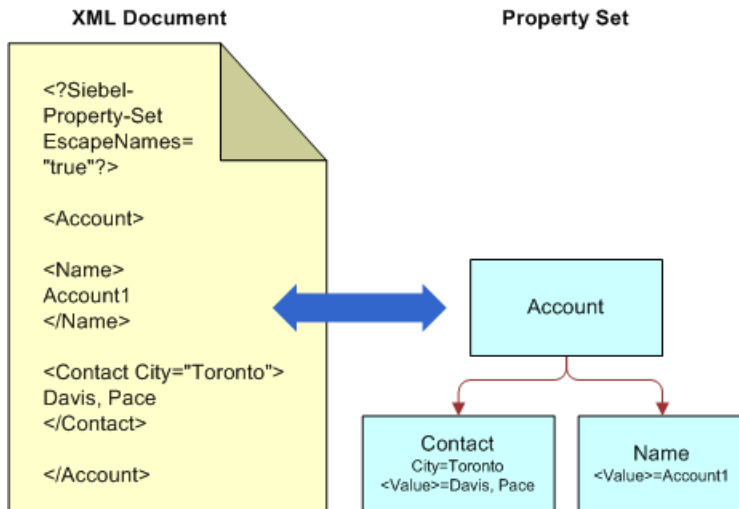 XML Document
Property Set
<?Siebel-
Property-Set
EscapeNames=
"true"?>
<Account>
<Name>
Account1
</Name>
<Contact City="Toronto">
Davis, Pace
</Contact>
</Account>
Account
Contact
City=Toronto
<Value>=Davis, Pace
Name
<Value>=Account1